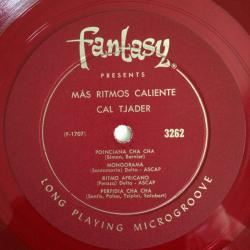 Fantasy®
PRESENTS
MÁS RITMOS CALIENTE
CAL TJADER
(F-1707)
3262
POINCIANA CHA CHA
(Simon, Bernier)
MONGORAMA
(Santamaria) Delta - ASCAP
RITMO AFRICANO
(Peraza) Delta - ASCAP
PERFIDIA CHA CHA
LONG PLAYING MICROGROOVE